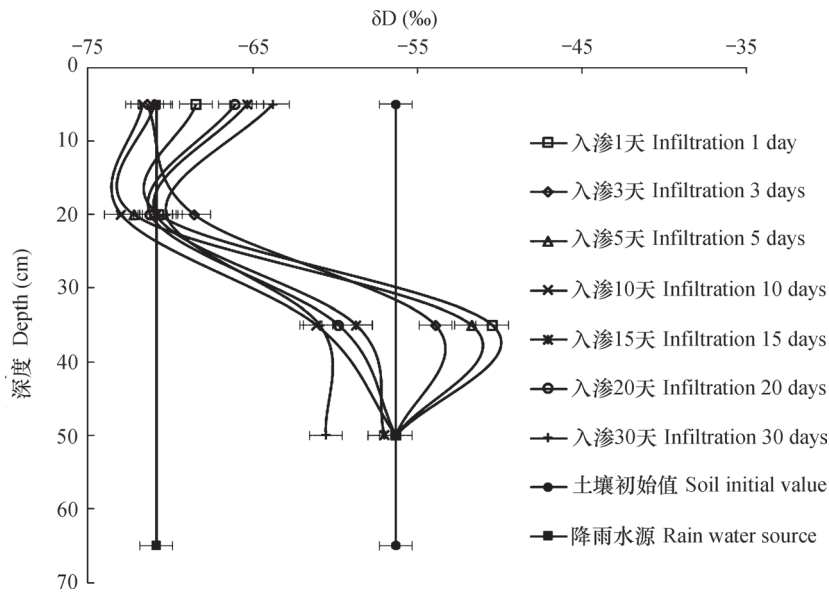 δD (‰)
−75 −65 −55 −45 −35
0
10
20
30
40
50
60
70
深度 Depth (cm)
入渗1天 Infiltration 1 day
入渗3天 Infiltration 3 days
入渗5天 Infiltration 5 days
入渗10天 Infiltration 10 days
入渗15天 Infiltration 15 days
入渗20天 Infiltration 20 days
入渗30天 Infiltration 30 days
土壤初始值 Soil initial value
降雨水源 Rain water source